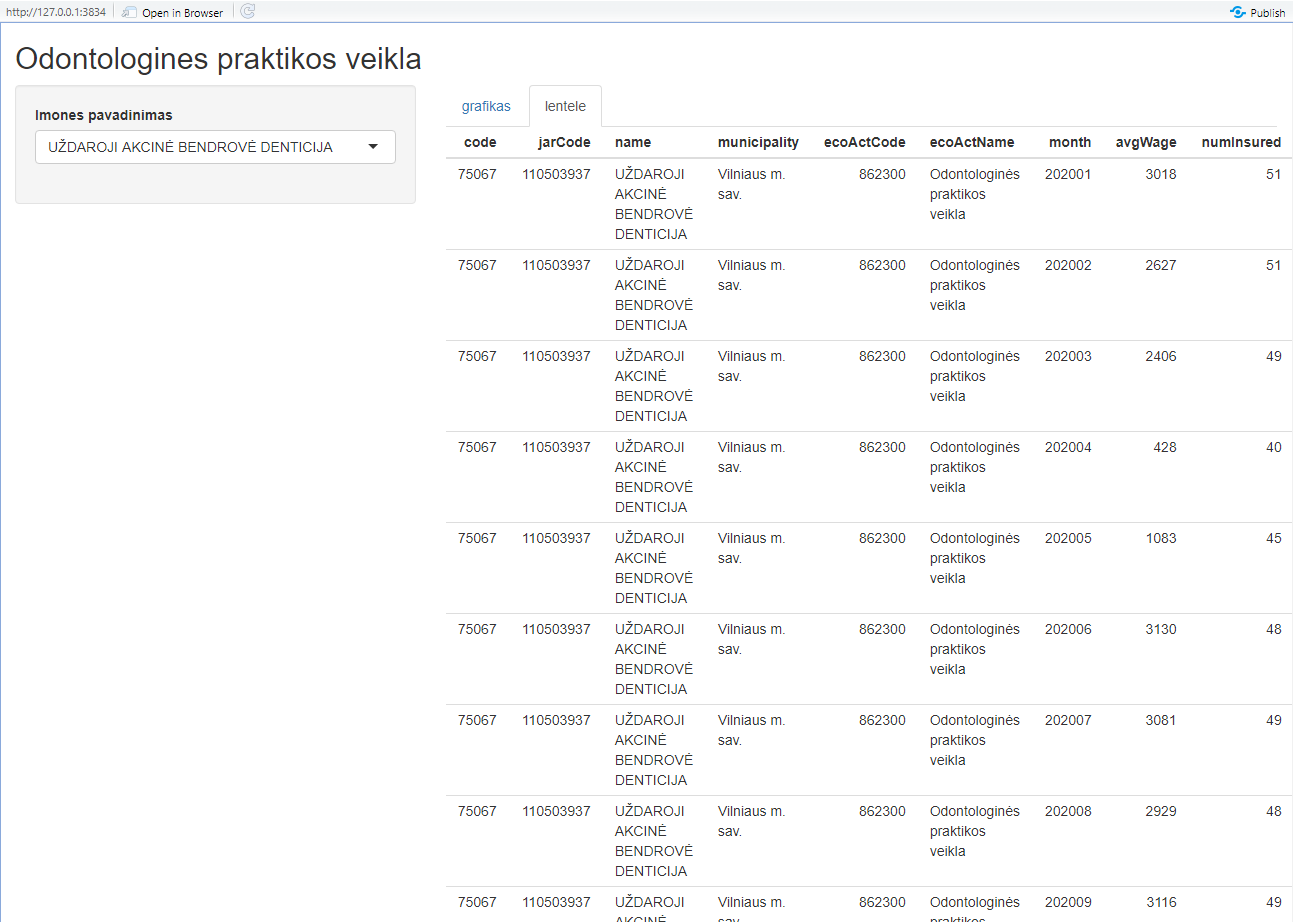 http://127.0.0.1:3834 Open in Browser Publish
Odontologines praktikos veikla
Imones pavadinimas
UŽDAROJI AKCINĖ BENDROVĖ DENTICIJA
grafikas lentele
code jarCode name municipality ecoActCode ecoActName month avgWage numInsured
75067 110503937 UŽDAROJI Vilniaus m. 862300 Odontologinės 202001 3018 51
AKCINĖ sav. praktikos
BENDROVĖ veikla
DENTICIJA
75067 110503937 UŽDAROJI Vilniaus m. 862300 Odontologinės 202002 2627 51
AKCINĖ sav. praktikos
BENDROVĖ veikla
DENTICIJA
75067 110503937 UŽDAROJI Vilniaus m. 862300 Odontologinės 202003 2406 49
AKCINĖ sav. praktikos
BENDROVĖ veikla
DENTICIJA
75067 110503937 UŽDAROJI Vilniaus m. 862300 Odontologinės 202004 428 40
AKCINĖ sav. praktikos
BENDROVĖ veikla
DENTICIJA
75067 110503937 UŽDAROJI Vilniaus m. 862300 Odontologinės 202005 1083 45
AKCINĖ sav. praktikos
BENDROVĖ veikla
DENTICIJA
75067 110503937 UŽDAROJI Vilniaus m. 862300 Odontologinės 202006 3130 48
AKCINĖ sav. praktikos
BENDROVĖ veikla
DENTICIJA
75067 110503937 UŽDAROJI Vilniaus m. 862300 Odontologinės 202007 3081 49
AKCINĖ sav. praktikos
BENDROVĖ veikla
DENTICIJA
75067 110503937 UŽDAROJI Vilniaus m. 862300 Odontologinės 202008 2929 48
AKCINĖ sav. praktikos
BENDROVĖ veikla
DENTICIJA
75067 110503937 UŽDAROJI Vilniaus m. 862300 Odontologinės 202009 3116 49
AKCINĖ sav. praktikos